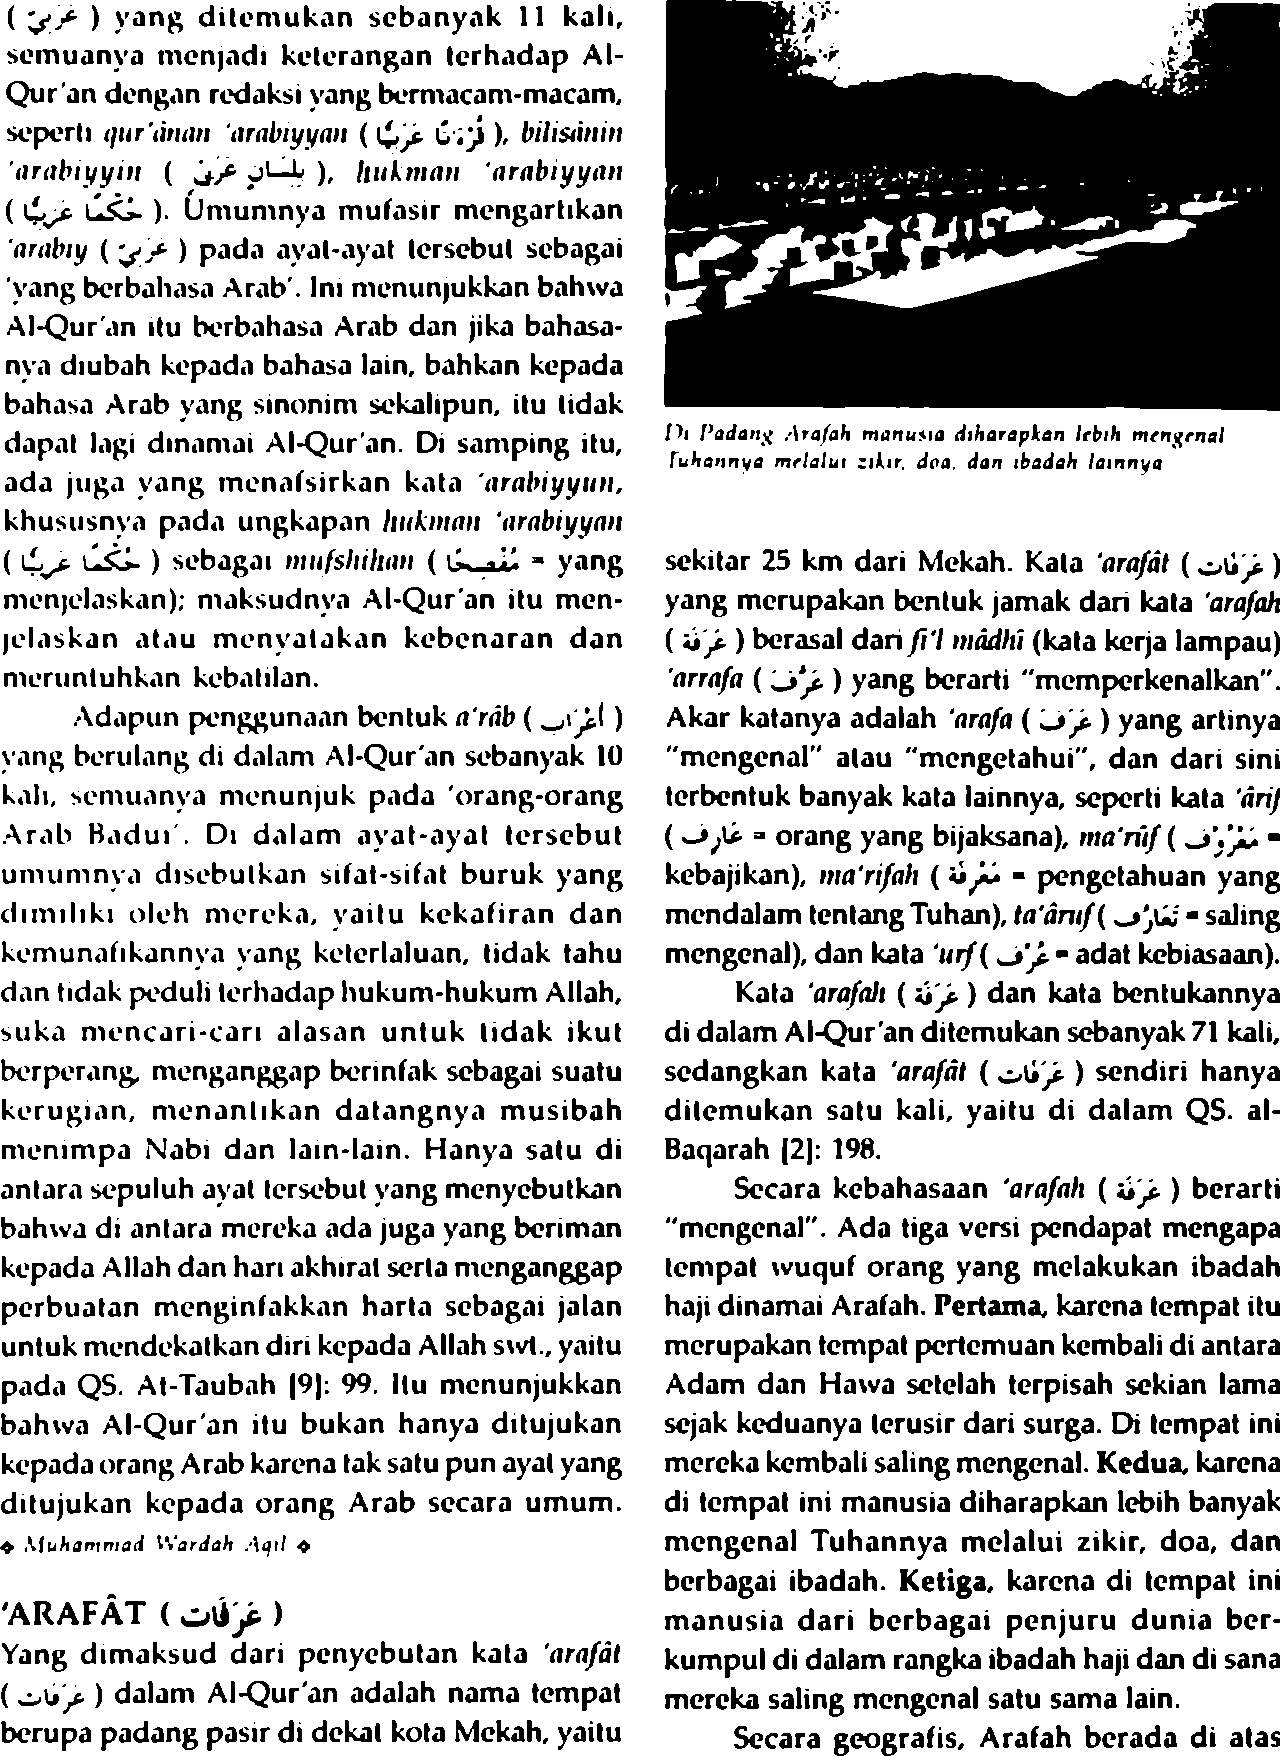 ( عَرَبِيّ ) yang ditemukan sebanyak 11 kali,
semuanya menjadi keterangan terhadap Al-
Qur'an dengan redaksi yang bermacam-macam,
seperti qur'ânan 'arabiyyan ( قُرْءَانًا عَرَبِيًّا ), bilisânin
'arabiyyin ( بِلِسَانٍ عَرَبِيٍّ ), hukman 'arabiyyan
( حُكْمًا عَرَبِيًّا ). Umumnya mufasir mengartikan
'arabiy ( عَرَبِيّ ) pada ayat-ayat tersebut sebagai
'yang berbahasa Arab'. Ini menunjukkan bahwa
Al-Qur'an itu berbahasa Arab dan jika bahasa-
nya diubah kepada bahasa lain, bahkan kepada
bahasa Arab yang sinonim sekalipun, itu tidak
dapat lagi dinamai Al-Qur'an. Di samping itu,
ada juga yang menafsirkan kata 'arabiyyun,
khususnya pada ungkapan hukman 'arabiyyan
( حُكْمًا عَرَبِيًّا ) sebagai mufshihan ( مُفْصِحًا = yang
menjelaskan); maksudnya Al-Qur'an itu men-
jelaskan atau menyatakan kebenaran dan
meruntuhkan kebatilan.
Adapun penggunaan bentuk a'râb ( أَعْرَاب )
yang berulang di dalam Al-Qur'an sebanyak 10
kali, semuanya menunjuk pada 'orang-orang
Arab Badui'. Di dalam ayat-ayat tersebut
umumnya disebutkan sifat-sifat buruk yang
dimiliki oleh mereka, yaitu kekafiran dan
kemunafikannya yang keterlaluan, tidak tahu
dan tidak peduli terhadap hukum-hukum Allah,
suka mencari-cari alasan untuk tidak ikut
berperang, menganggap berinfak sebagai suatu
kerugian, menantikan datangnya musibah
menimpa Nabi dan lain-lain. Hanya satu di
antara sepuluh ayat tersebut yang menyebutkan
bahwa di antara mereka ada juga yang beriman
kepada Allah dan hari akhirat serta menganggap
perbuatan menginfakkan harta sebagai jalan
untuk mendekatkan diri kepada Allah swt., yaitu
pada QS. At-Taubah [9]: 99. Itu menunjukkan
bahwa Al-Qur'an itu bukan hanya ditujukan
kepada orang Arab karena tak satu pun ayat yang
ditujukan kepada orang Arab secara umum.
❖ Muhammad Wardah Aqil ❖
'ARAFÂT ( عَرَفَات )
Yang dimaksud dari penyebutan kata 'arafât
( عَرَفَات ) dalam Al-Qur'an adalah nama tempat
berupa padang pasir di dekat kota Mekah, yaitu
Di Padang Arafah manusia diharapkan lebih mengenal
Tuhannya melalui zikir, doa, dan ibadah lainnya
sekitar 25 km dari Mekah. Kata 'arafât ( عَرَفَات )
yang merupakan bentuk jamak dari kata 'arafah
( عَرَفَة ) berasal dari fi'l mâdhî (kata kerja lampau)
'arrafa ( عَرَّفَ ) yang berarti "memperkenalkan".
Akar katanya adalah 'arafa ( عَرَفَ ) yang artinya
"mengenal" atau "mengetahui", dan dari sini
terbentuk banyak kata lainnya, seperti kata 'ârif
( عَارِف = orang yang bijaksana), ma'rûf ( مَعْرُوْف =
kebajikan), ma'rifah ( مَعْرِفَة = pengetahuan yang
mendalam tentang Tuhan), ta'âruf ( تَعَارُف = saling
mengenal), dan kata 'urf ( عُرْف = adat kebiasaan).
Kata 'arafah ( عَرَفَة ) dan kata bentukannya
di dalam Al-Qur'an ditemukan sebanyak 71 kali,
sedangkan kata 'arafât ( عَرَفَات ) sendiri hanya
ditemukan satu kali, yaitu di dalam QS. al-
Baqarah [2]: 198.
Secara kebahasaan 'arafah ( عَرَفَة ) berarti
"mengenal". Ada tiga versi pendapat mengapa
tempat wuquf orang yang melakukan ibadah
haji dinamai Arafah. Pertama, karena tempat itu
merupakan tempat pertemuan kembali di antara
Adam dan Hawa setelah terpisah sekian lama
sejak keduanya terusir dari surga. Di tempat ini
mereka kembali saling mengenal. Kedua, karena
di tempat ini manusia diharapkan lebih banyak
mengenal Tuhannya melalui zikir, doa, dan
berbagai ibadah. Ketiga, karena di tempat ini
manusia dari berbagai penjuru dunia ber-
kumpul di dalam rangka ibadah haji dan di sana
mereka saling mengenal satu sama lain.
Secara geografis, Arafah berada di atas